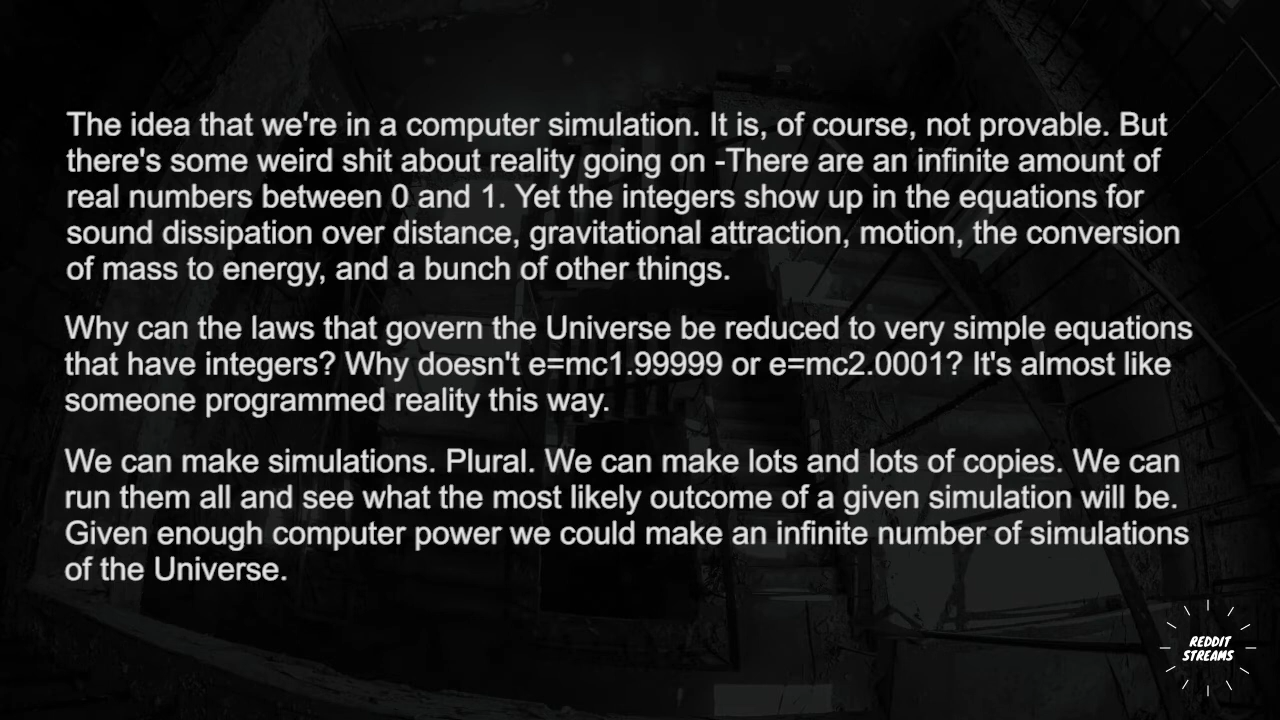 The idea that we're in a computer simulation. It is, of course, not provable. But
there's some weird shit about reality going on -There are an infinite amount of
real numbers between 0 and 1. Yet the integers show up in the equations for
sound dissipation over distance, gravitational attraction, motion, the conversion
of mass to energy, and a bunch of other things.
Why can the laws that govern the Universe be reduced to very simple equations
that have integers? Why doesn't e=mc1.99999 or e=mc2.0001? It's almost like
someone programmed reality this way.
We can make simulations. Plural. We can make lots and lots of copies. We can
run them all and see what the most likely outcome of a given simulation will be.
Given enough computer power we could make an infinite number of simulations
of the Universe.
REDDIT
STREAMS